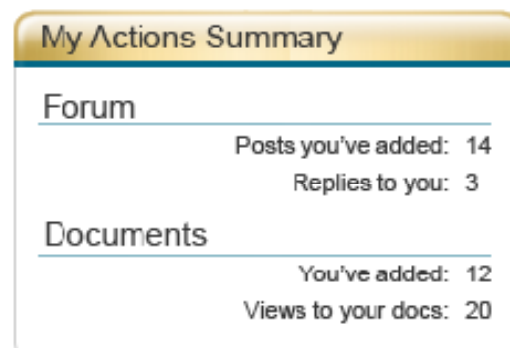 My Actions Summary
Forum
Posts you've added: 14
Replies to you: 3
Documents
You've added: 12
Views to your docs: 20